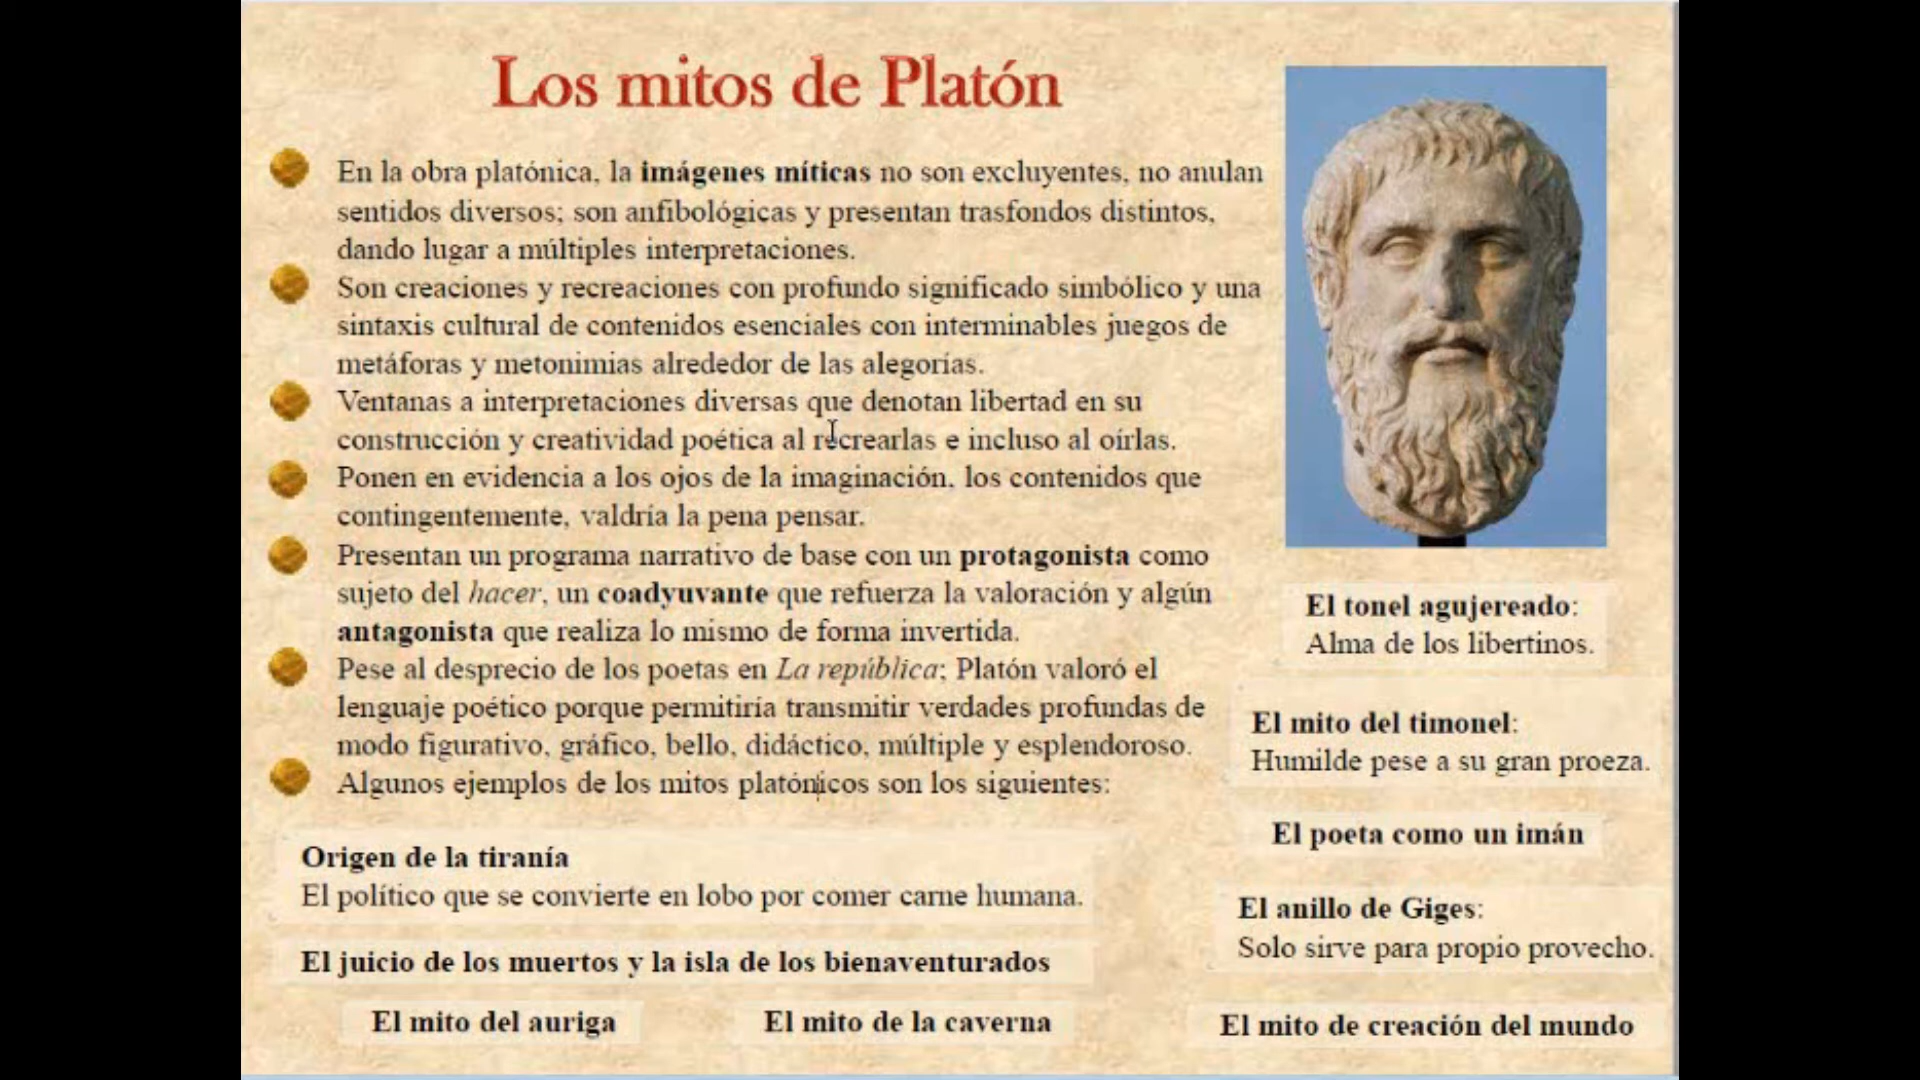 Los mitos de Platón
En la obra platónica, la imágenes míticas no son excluyentes, no anulan
sentidos diversos; son anfibológicas y presentan trasfondos distintos,
dando lugar a múltiples interpretaciones.
Son creaciones y recreaciones con profundo significado simbólico y una
sintaxis cultural de contenidos esenciales con interminables juegos de
metáforas y metonimias alrededor de las alegorías.
Ventanas a interpretaciones diversas que denotan libertad en su
construcción y creatividad poética al recrearlas e incluso al oírlas.
Ponen en evidencia a los ojos de la imaginación, los contenidos que
contingentemente, valdría la pena pensar.
Presentan un programa narrativo de base con un protagonista como
sujeto del hacer, un coadyuvante que refuerza la valoración y algún
antagonista que realiza lo mismo de forma invertida.
Pese al desprecio de los poetas en La república; Platón valoró el
lenguaje poético porque permitiría transmitir verdades profundas de
modo figurativo, gráfico, bello, didáctico, múltiple y esplendoroso.
Algunos ejemplos de los mitos platónicos son los siguientes:
Origen de la tiranía
El político que se convierte en lobo por comer carne humana.
El juicio de los muertos y la isla de los bienaventurados
El mito del auriga
El mito de la caverna
El tonel agujereado:
Alma de los libertinos.
El mito del timonel:
Humilde pese a su gran proeza.
El poeta como un imán
El anillo de Giges:
Solo sirve para propio provecho.
El mito de creación del mundo